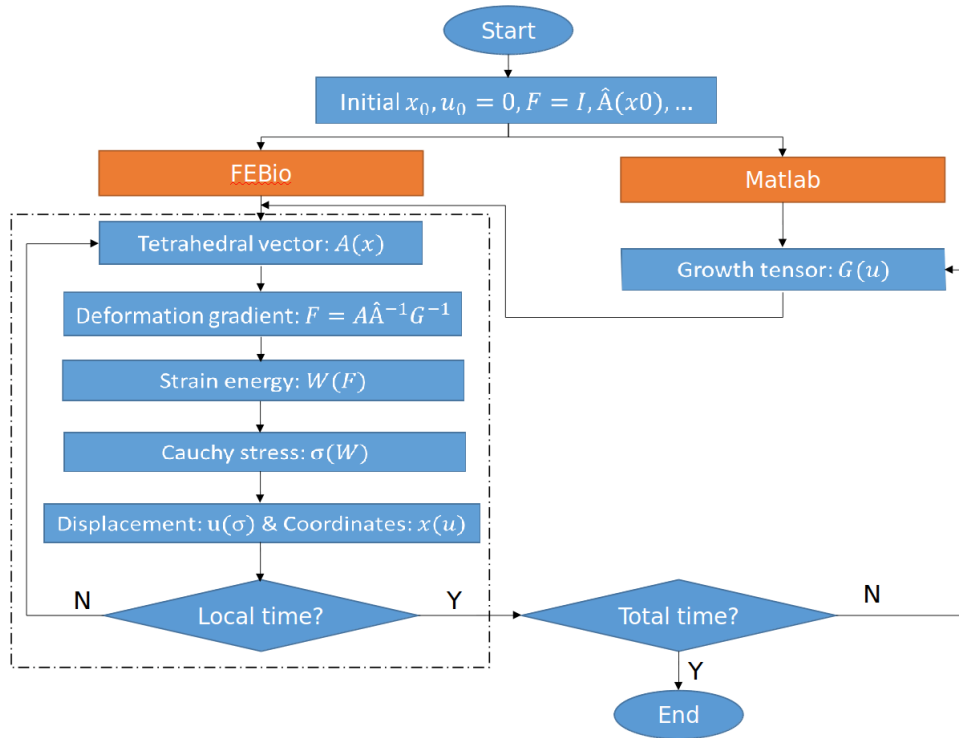 Start
Initial x₀, u₀ = 0, F = I, Â(x0), …
FEBio
Matlab
Tetrahedral vector: A(x)
Growth tensor: G(u)
Deformation gradient: F = AÂ⁻¹G⁻¹
Strain energy: W(F)
Cauchy stress: σ(W)
Displacement: u(σ) & Coordinates: x(u)
N
Local time?
Y
Total time?
N
Y
End